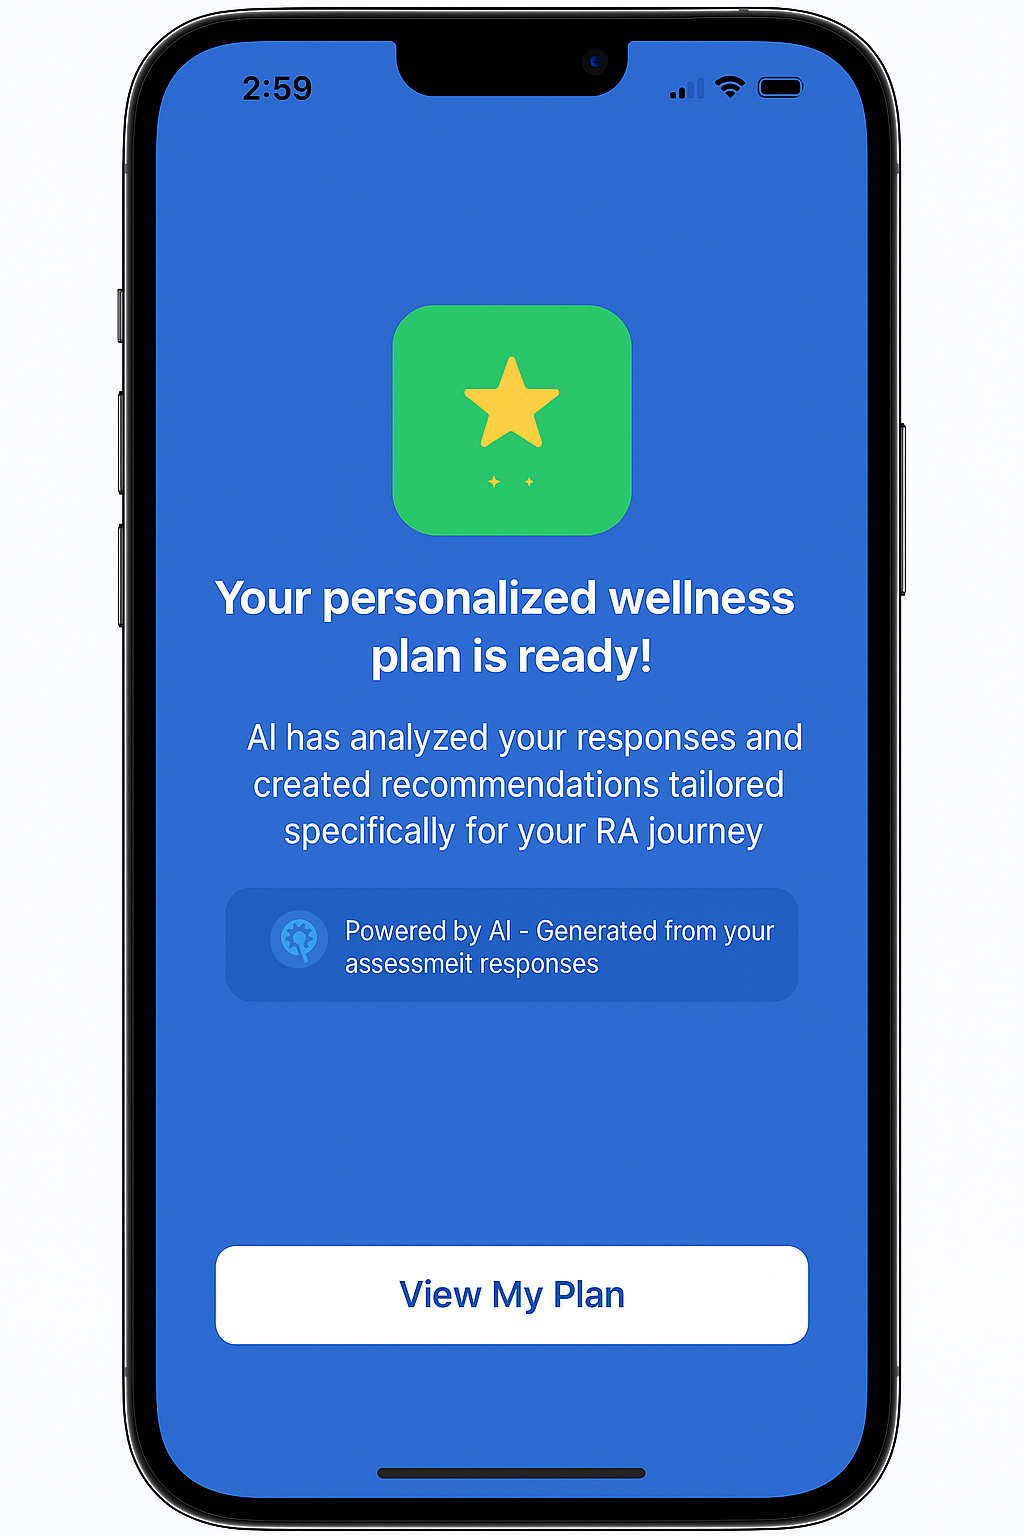 2:59
Your personalized wellness
plan is ready!
AI has analyzed your responses and
created recommendations tailored
specifically for your RA journey
Powered by AI - Generated from your
assessmeit responses
View My Plan